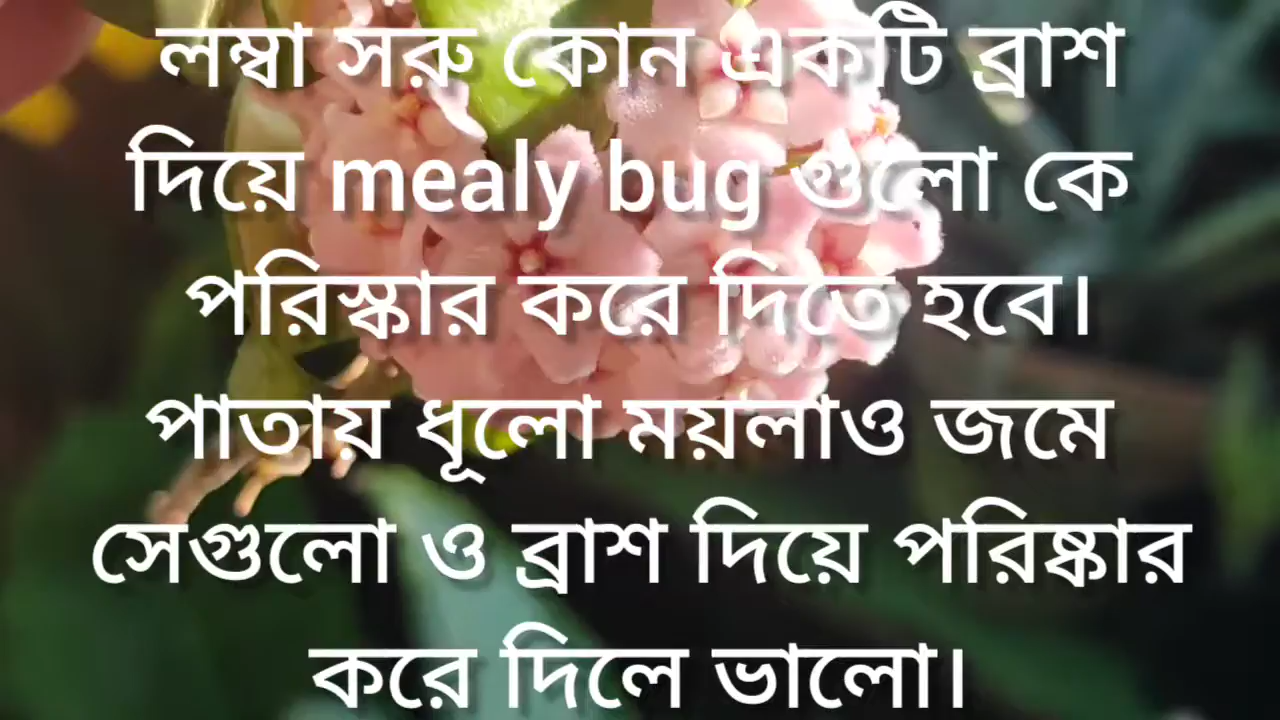 লম্বা সরু কোন একটি ব্রাশ
দিয়ে mealy bug গুলো কে
পরিস্কার করে দিতে হবে।
পাতায় ধূলো ময়লাও জমে
সেগুলো ও ব্রাশ দিয়ে পরিষ্কার
করে দিলে ভালো।